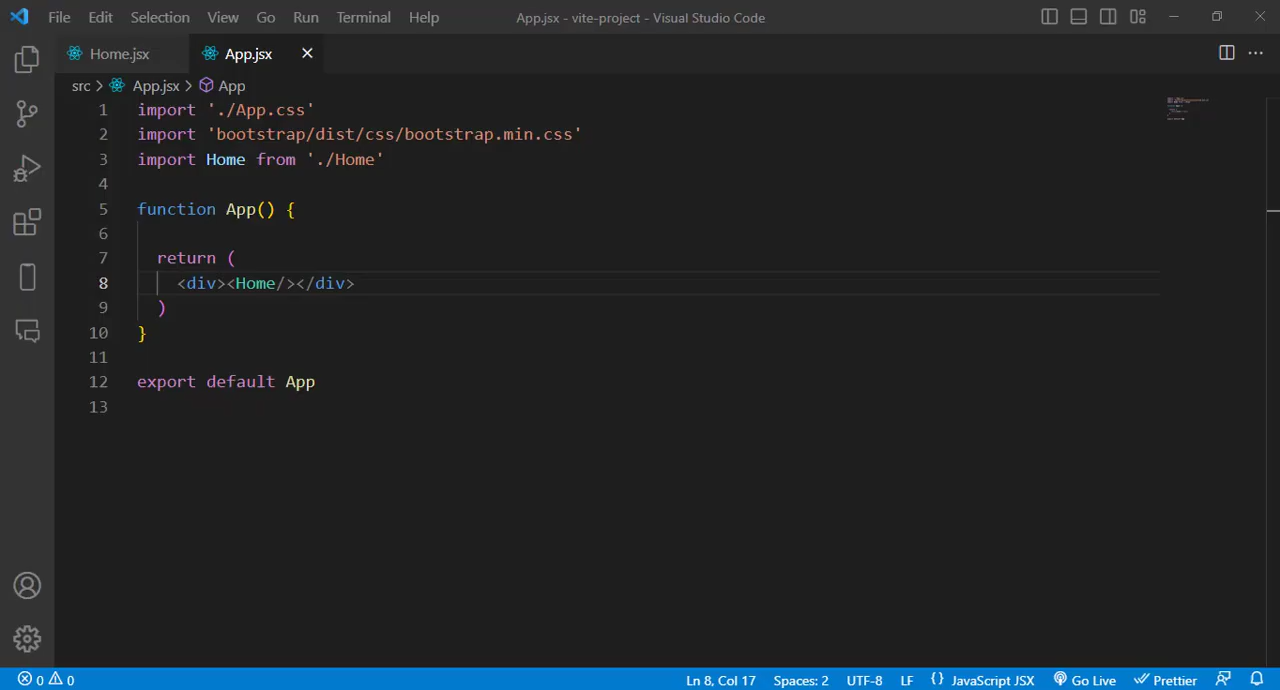 File Edit Selection View Go Run Terminal Help App.jsx - vite-project - Visual Studio Code
Home.jsx App.jsx
src > App.jsx > App
1 import './App.css'
2 import 'bootstrap/dist/css/bootstrap.min.css'
3 import Home from './Home'
4
5 function App() {
6
7 return (
8 <div><Home/></div>
9 )
10 }
11
12 export default App
13
0 0 Ln 8, Col 17 Spaces: 2 UTF-8 LF {} JavaScript JSX Go Live Prettier